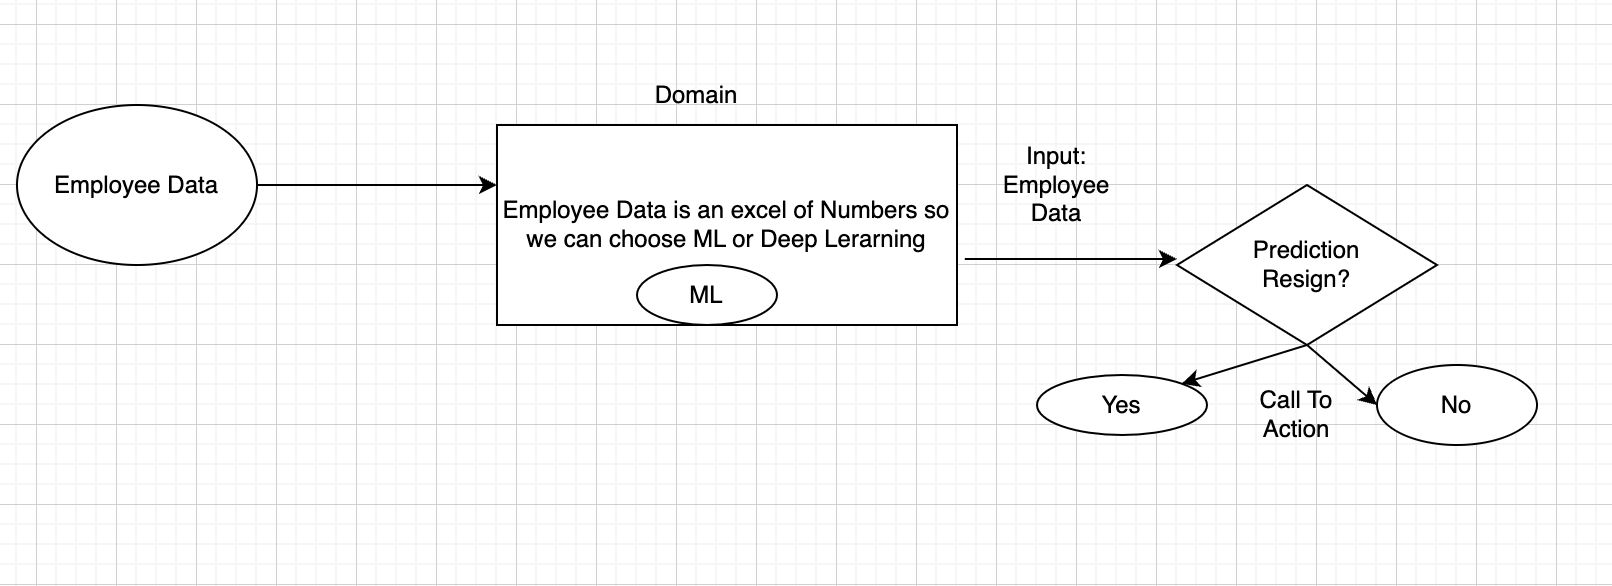 Employee Data
Domain
Employee Data is an excel of Numbers so
we can choose ML or Deep Lerarning
ML
Input:
Employee
Data
Prediction
Resign?
Yes
Call To
Action
No